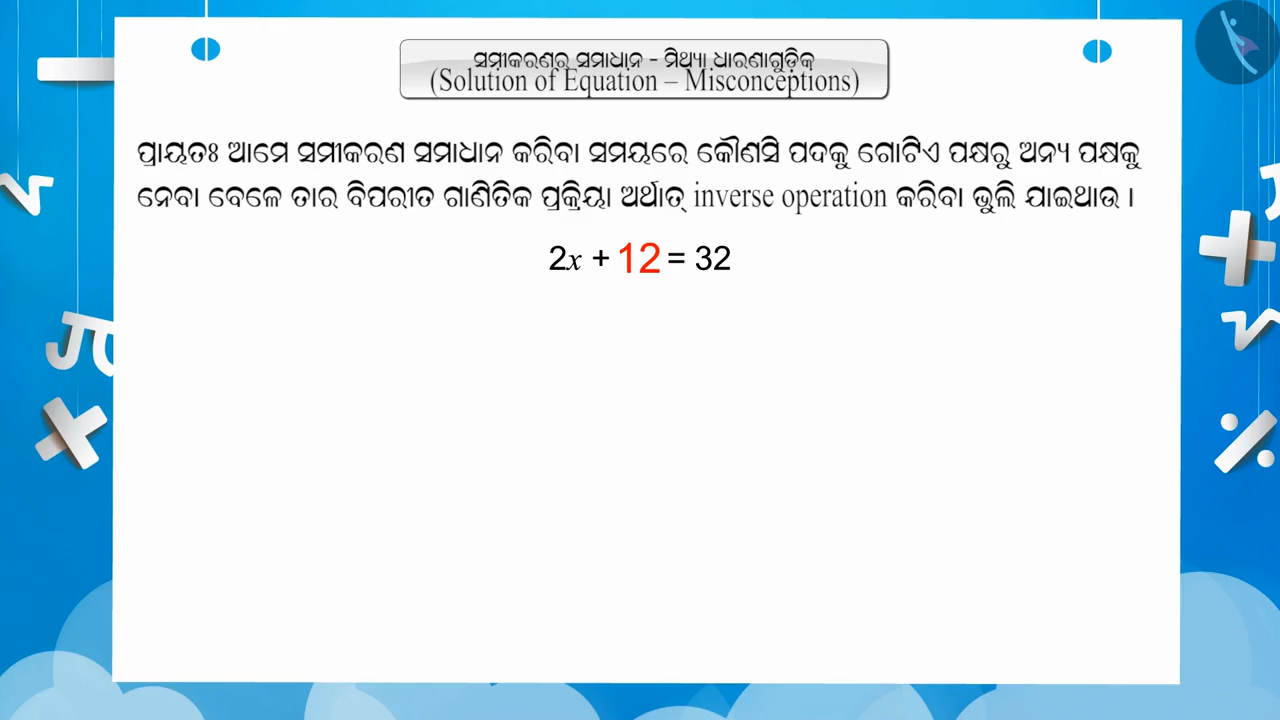 ସମୀକରଣର ସମାଧାନ - ମିଥ୍ୟା ଧାରଣାଗୁଡ଼ିକ
(Solution of Equation – Misconceptions)
ପ୍ରାୟତଃ ଆମେ ସମୀକରଣ ସମାଧାନ କରିବା ସମୟରେ କୌଣସି ପଦକୁ ଗୋଟିଏ ପକ୍ଷରୁ ଅନ୍ୟ ପକ୍ଷକୁ
ନେବା ବେଳେ ତାର ବିପରୀତ ଗାଣିତିକ ପ୍ରକ୍ରିୟା ଅର୍ଥାତ୍ inverse operation କରିବା ଭୁଲି ଯାଇଥାଉ ।
2x + 12 = 32